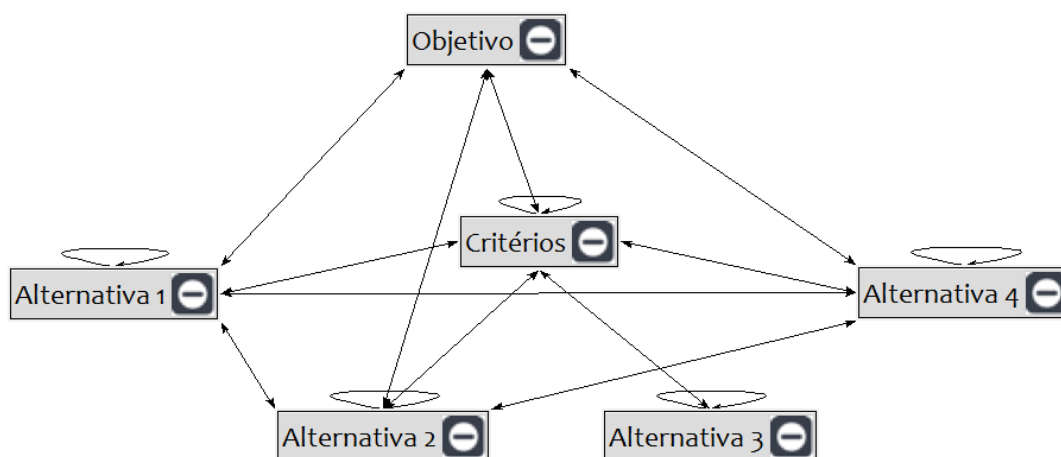 Objetivo
Critérios
Alternativa 1
Alternativa 4
Alternativa 2
Alternativa 3